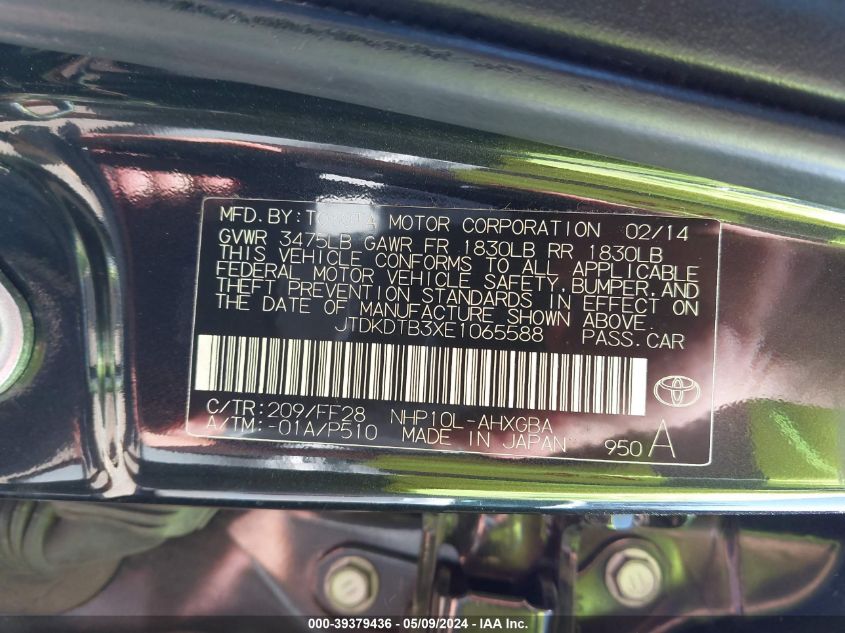 MFD.BY:TOYOTA MOTOR CORPORATION 02/14
GVWR 3475LB GAWR FR 1830LB RR 1830LB
THIS VEHICLE CONFORMS TO ALL APPLICABLE
FEDERAL MOTOR VEHICLE SAFETY,BUMPER,AND
THEFT PREVENTION STANDARDS IN EFFECT ON
THE DATE OF MANUFACTURE SHOWN ABOVE.
JTDKDTB3XE1065588 PASS.CAR
C/TR:209/FF28 NHP10L-AHXGBA
A/TM:-01A/P510 MADE IN JAPAN 950 A
000-39379436 - 05/09/2024 - IAA Inc.